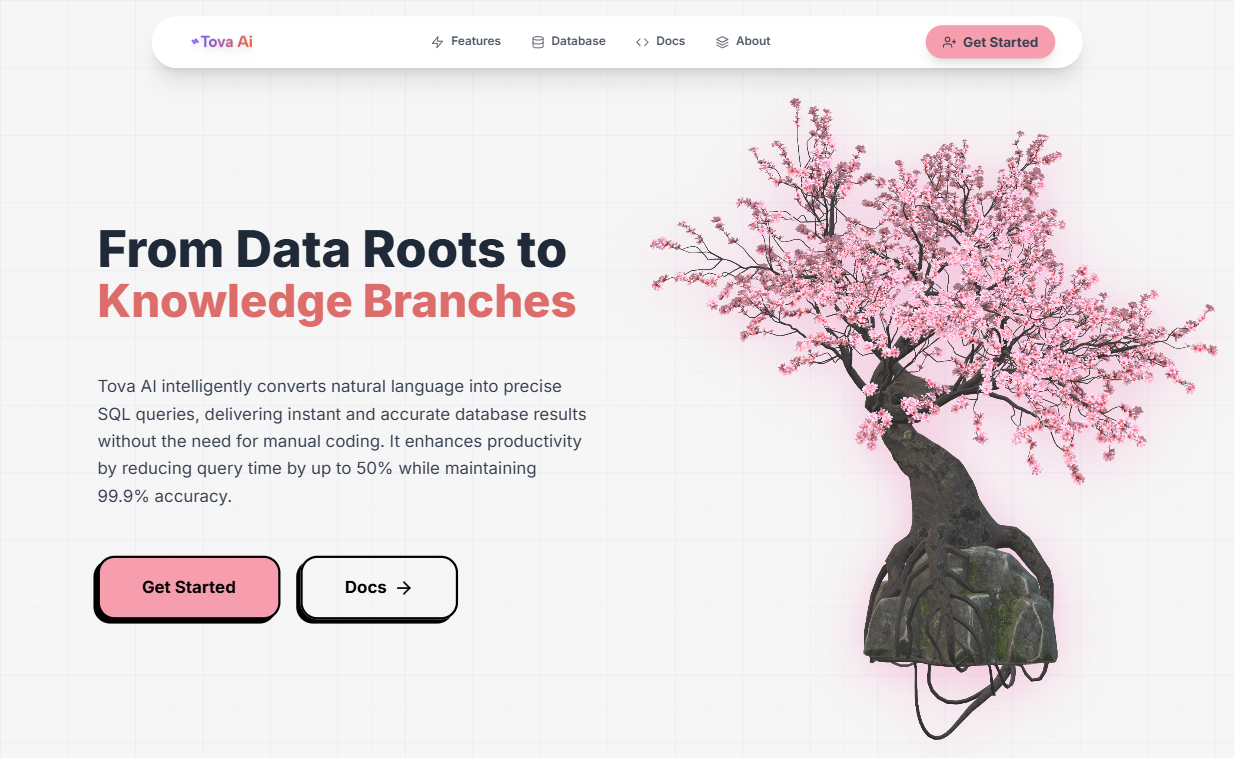 Tova Ai
Features
Database
Docs
About
Get Started
From Data Roots to
Knowledge Branches
Tova AI intelligently converts natural language into precise
SQL queries, delivering instant and accurate database results
without the need for manual coding. It enhances productivity
by reducing query time by up to 50% while maintaining
99.9% accuracy.
Get Started
Docs →